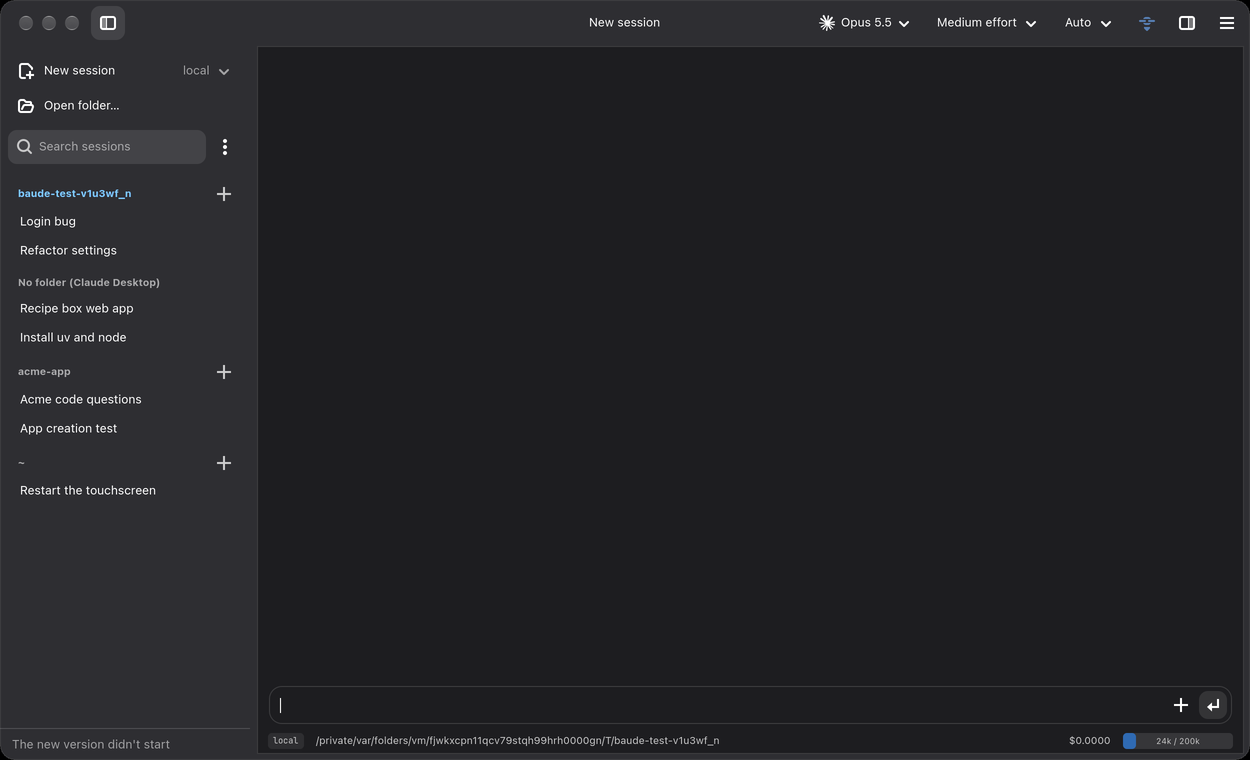 New session
Opus 5.5
Medium effort
Auto
New session
local
Open folder...
Search sessions
baude-test-v1u3wf_n
Login bug
Refactor settings
No folder (Claude Desktop)
Recipe box web app
Install uv and node
acme-app
Acme code questions
App creation test
~
Restart the touchscreen
The new version didn't start
local
/private/var/folders/vm/fjwkxcpn11qcv79stqh99hrh0000gn/T/baude-test-v1u3wf_n
$0.0000
24k / 200k